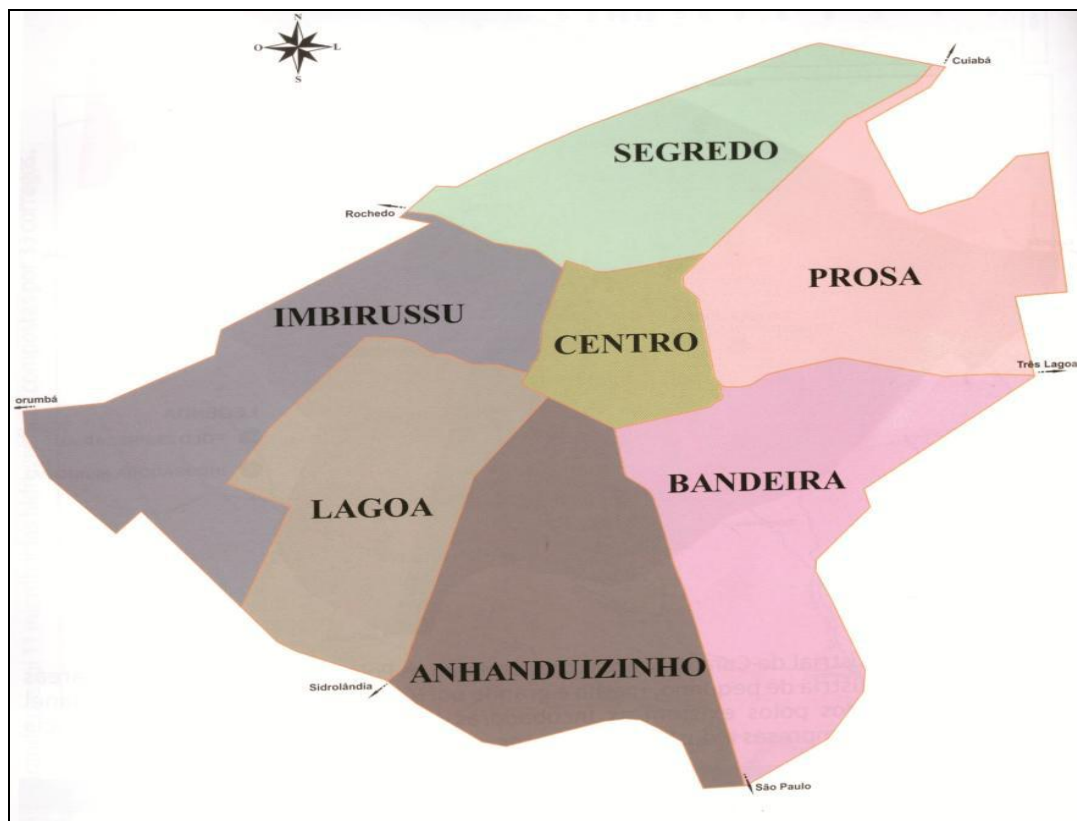 N
O L
S
Cuiabá
SEGREDO
Rochedo
PROSA
IMBIRUSSU
CENTRO
Três Lagoa
orumbá
BANDEIRA
LAGOA
ANHANDUIZINHO
Sidrolândia
São Paulo